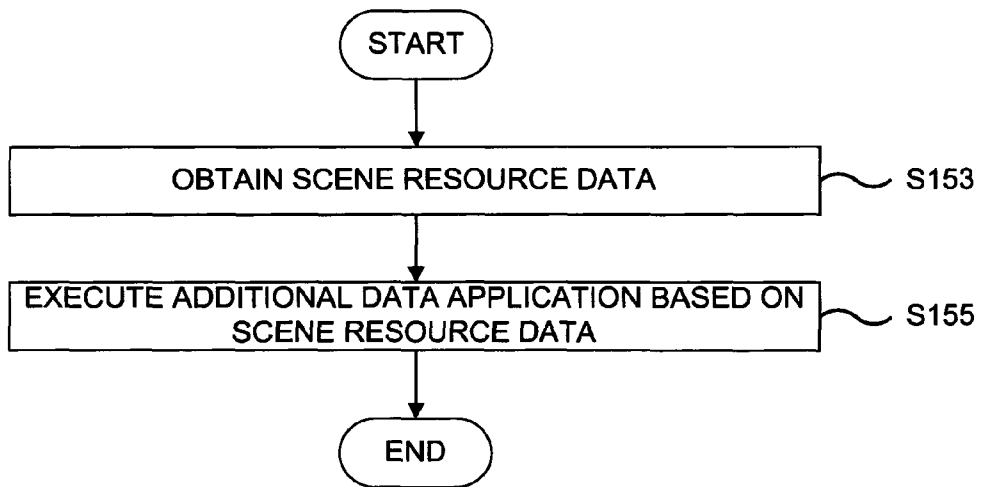 START
OBTAIN SCENE RESOURCE DATA
S153
EXECUTE ADDITIONAL DATA APPLICATION BASED ON
SCENE RESOURCE DATA
S155
END